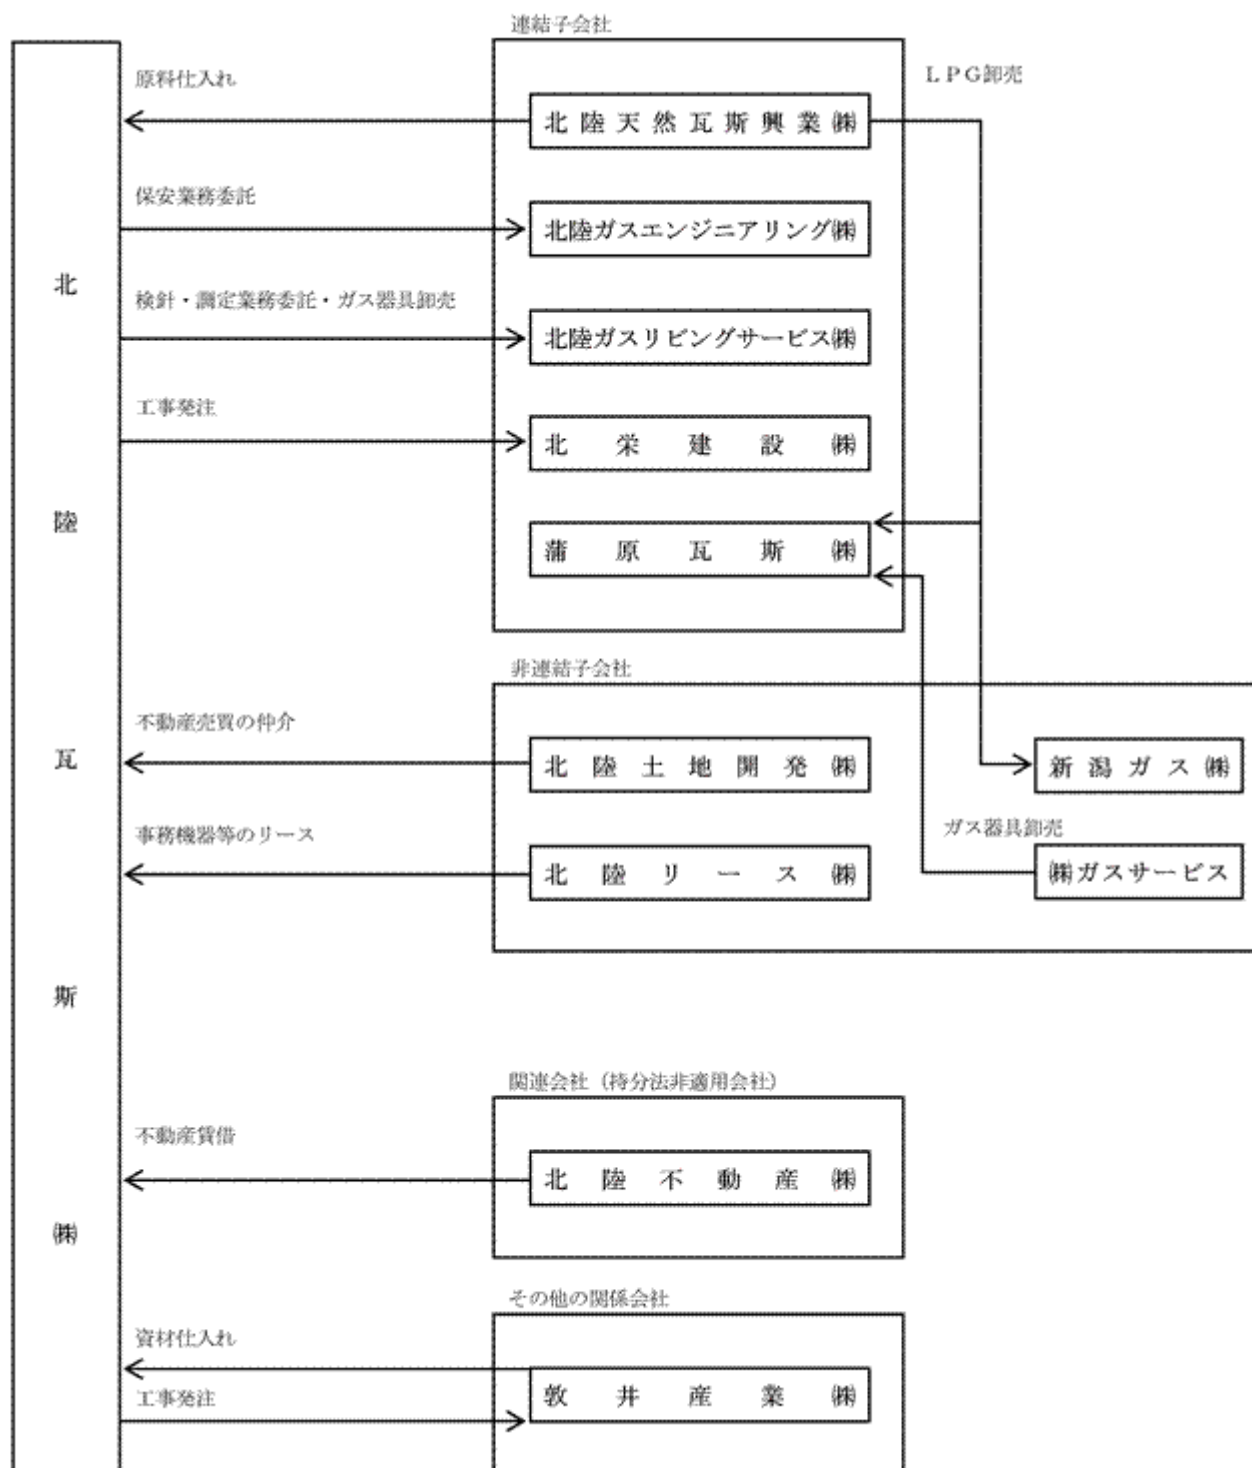 連結子会社
原料仕入れ
ＬＰＧ卸売
北陸天然瓦斯興業㈱
保安業務委託
北陸ガスエンジニアリング㈱
検針・調定業務委託・ガス器具卸売
北陸ガスリビングサービス㈱
工事発注
北栄建設㈱
蒲原瓦斯㈱
北陸瓦斯㈱
非連結子会社
不動産売買の仲介
北陸土地開発㈱
新潟ガス㈱
事務機器等のリース
ガス器具卸売
北陸リース㈱
㈱ガスサービス
関連会社（持分法非適用会社）
不動産賃借
北陸不動産㈱
その他の関係会社
資材仕入れ
工事発注
敦井産業㈱